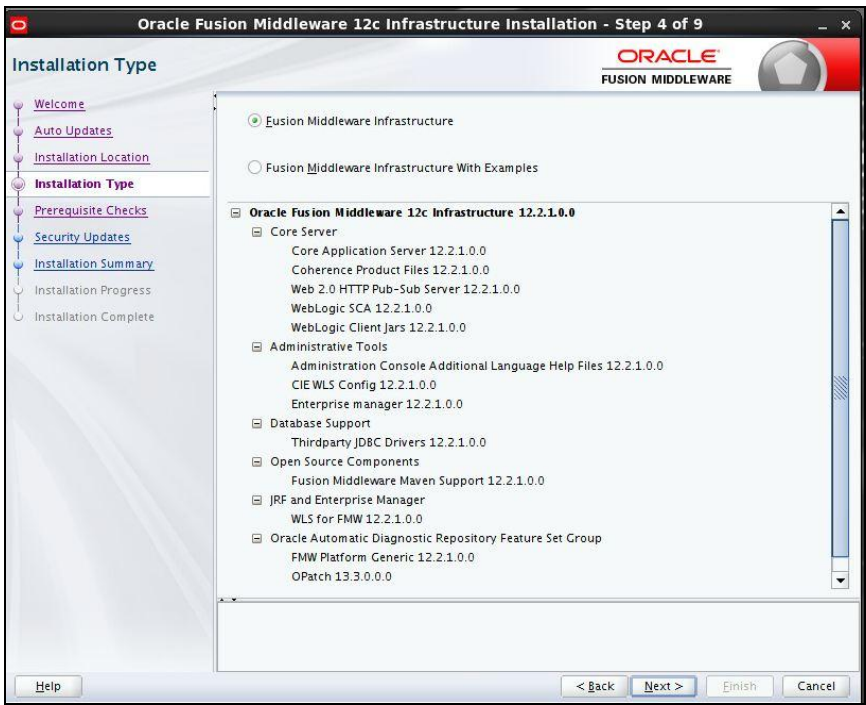 Oracle Fusion Middleware 12c Infrastructure Installation - Step 4 of 9
Installation Type
ORACLE
FUSION MIDDLEWARE
Welcome
Auto Updates
Installation Location
Installation Type
Prerequisite Checks
Security Updates
Installation Summary
Installation Progress
Installation Complete
Fusion Middleware Infrastructure
Fusion Middleware Infrastructure With Examples
Oracle Fusion Middleware 12c Infrastructure 12.2.1.0.0
Core Server
Core Application Server 12.2.1.0.0
Coherence Product Files 12.2.1.0.0
Web 2.0 HTTP Pub-Sub Server 12.2.1.0.0
WebLogic SCA 12.2.1.0.0
WebLogic Client Jars 12.2.1.0.0
Administrative Tools
Administration Console Additional Language Help Files 12.2.1.0.0
CIE WLS Config 12.2.1.0.0
Enterprise manager 12.2.1.0.0
Database Support
Thirdparty JDBC Drivers 12.2.1.0.0
Open Source Components
Fusion Middleware Maven Support 12.2.1.0.0
JRF and Enterprise Manager
WLS for FMW 12.2.1.0.0
Oracle Automatic Diagnostic Repository Feature Set Group
FMW Platform Generic 12.2.1.0.0
OPatch 13.3.0.0.0
Help
< Back
Next >
Finish
Cancel